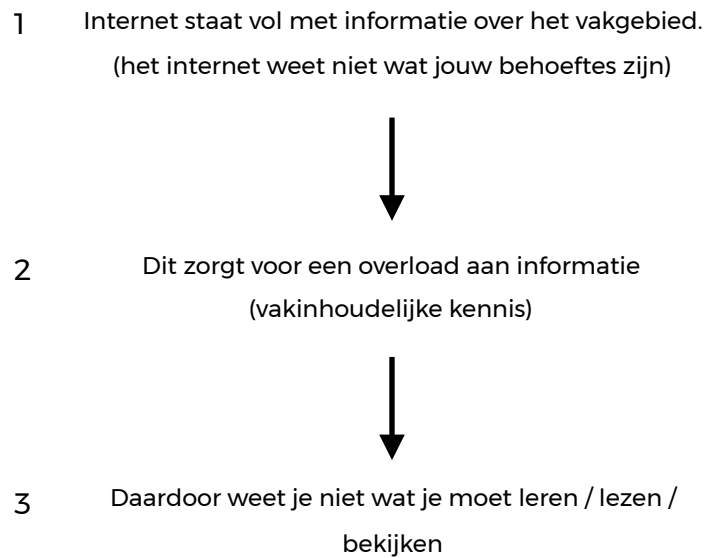 1 Internet staat vol met informatie over het vakgebied.
(het internet weet niet wat jouw behoeftes zijn)
2 Dit zorgt voor een overload aan informatie
(vakinhoudelijke kennis)
3 Daardoor weet je niet wat je moet leren / lezen /
bekijken